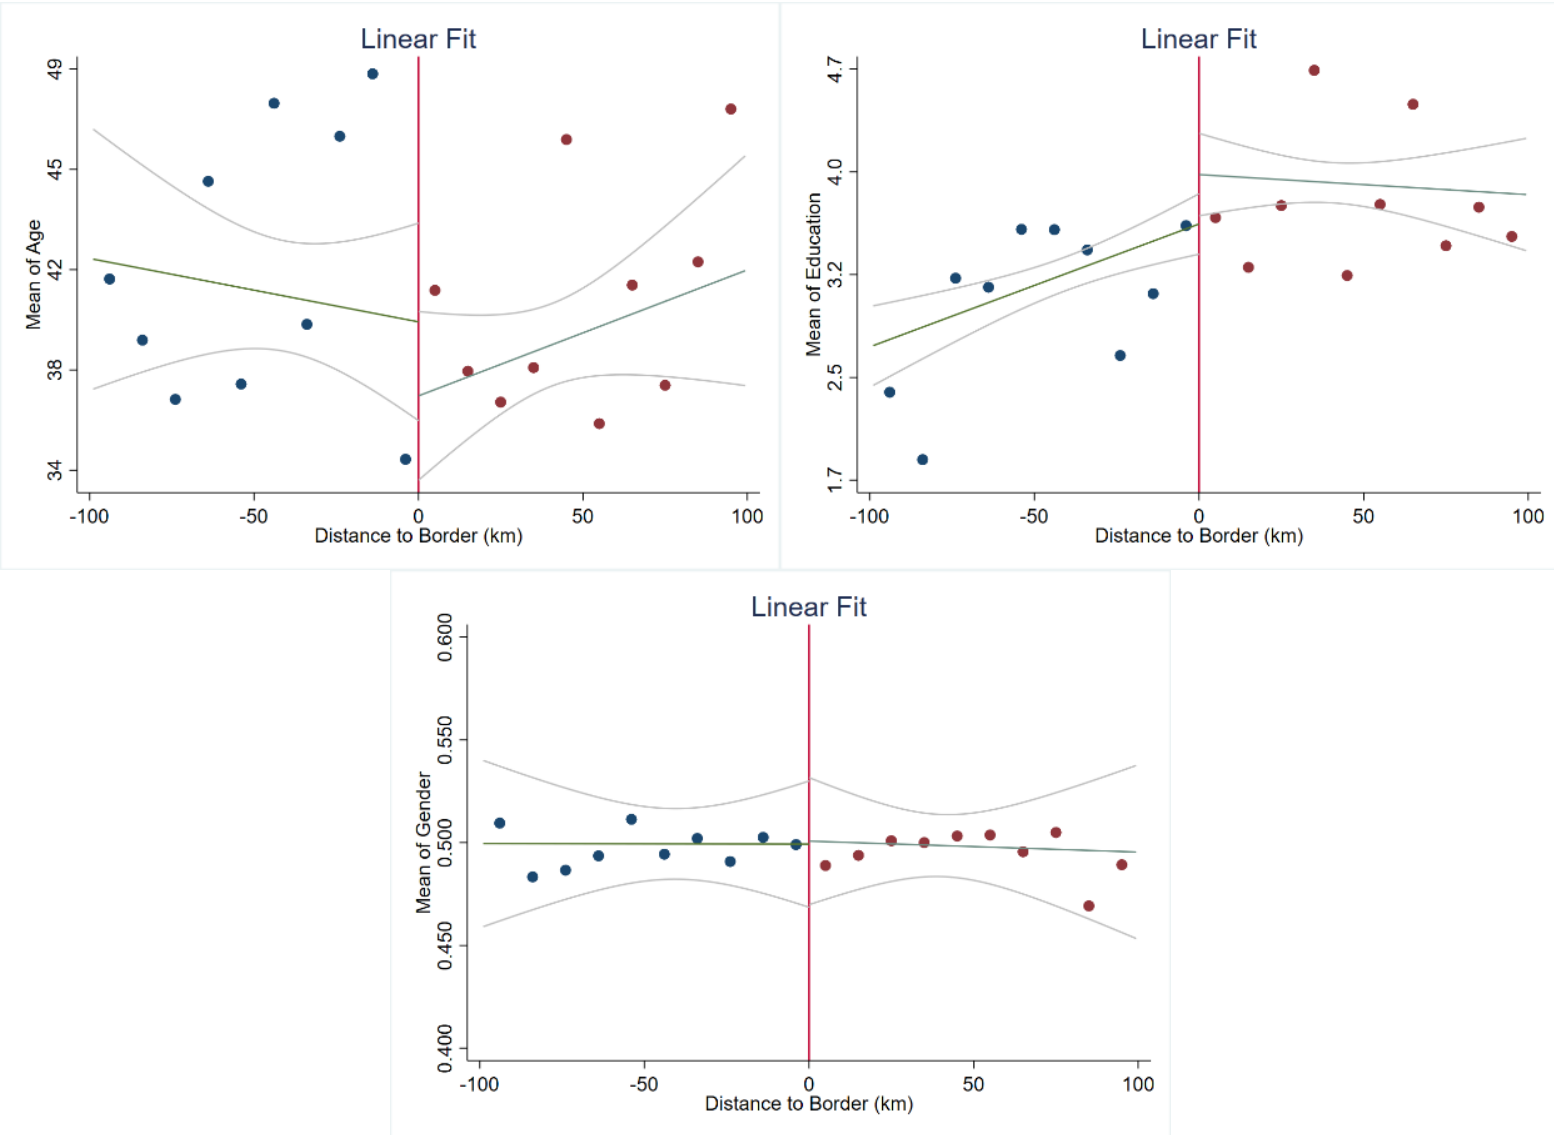 Linear Fit
Mean of Age
49
45
42
38
34
-100 -50 0 50 100
Distance to Border (km)
Linear Fit
Mean of Education
4.7
4.0
3.2
2.5
1.7
-100 -50 0 50 100
Distance to Border (km)
Linear Fit
Mean of Gender
0.600
0.550
0.500
0.450
0.400
-100 -50 0 50 100
Distance to Border (km)